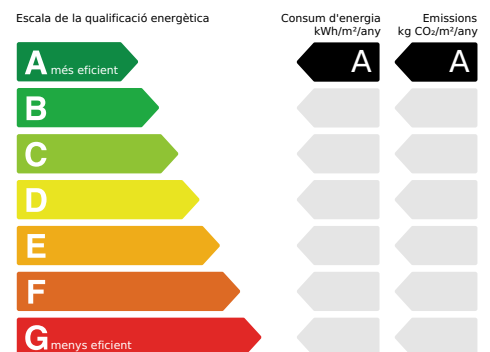 Escala de la qualificació energètica
Consum d'energia
kWh/m²/any
Emissions
kg CO₂/m²/any
A més eficient
A
A
B
C
D
E
F
G menys eficient